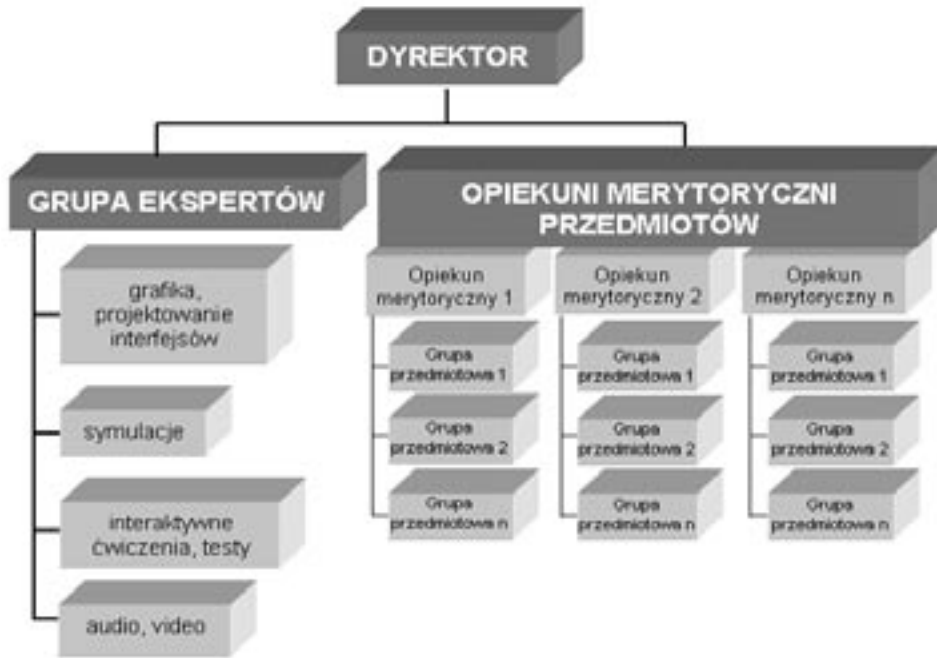 DYREKTOR
GRUPA EKSPERTÓW
grafika,
projektowanie
interfejsów
symulacje
interaktywne
ćwiczenia, testy
audio, video
OPIEKUNI MERYTORYCZNI
PRZEDMIOTÓW
Opiekun
merytoryczny 1
Grupa
przedmiotowa 1
Grupa
przedmiotowa 2
Grupa
przedmiotowa n
Opiekun
merytoryczny 2
Grupa
przedmiotowa 1
Grupa
przedmiotowa 2
Grupa
przedmiotowa n
Opiekun
merytoryczny n
Grupa
przedmiotowa 1
Grupa
przedmiotowa 2
Grupa
przedmiotowa n